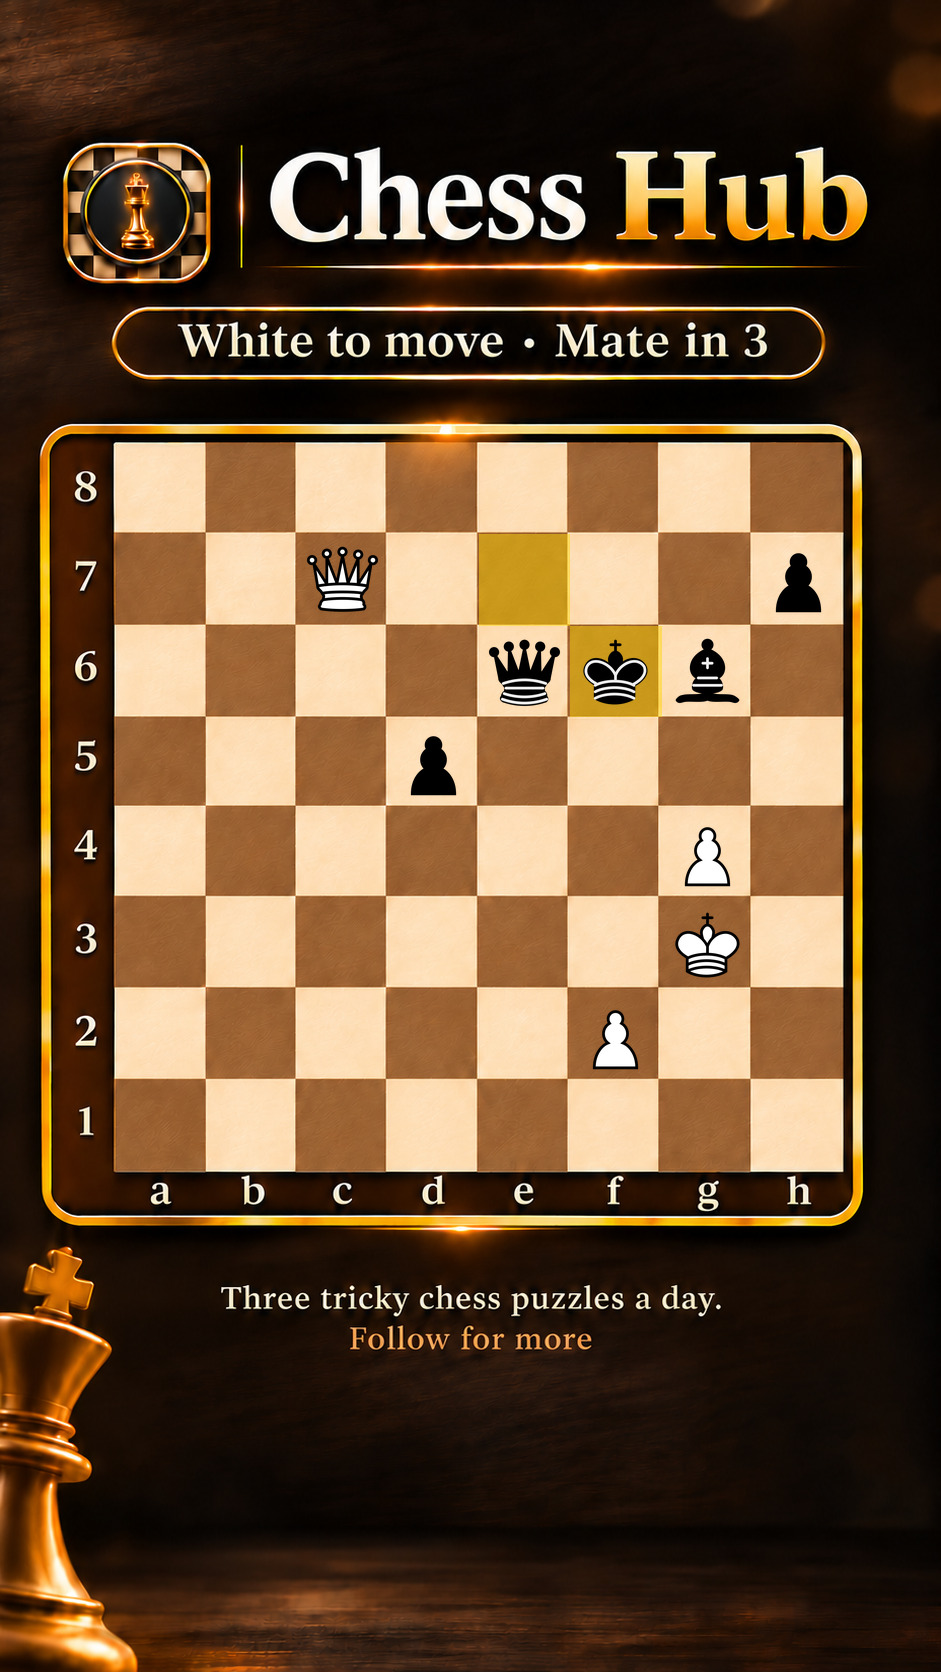 Chess Hub
White to move • Mate in 3
8
7
6
5
4
3
2
1
a b c d e f g h
Three tricky chess puzzles a day.
Follow for more